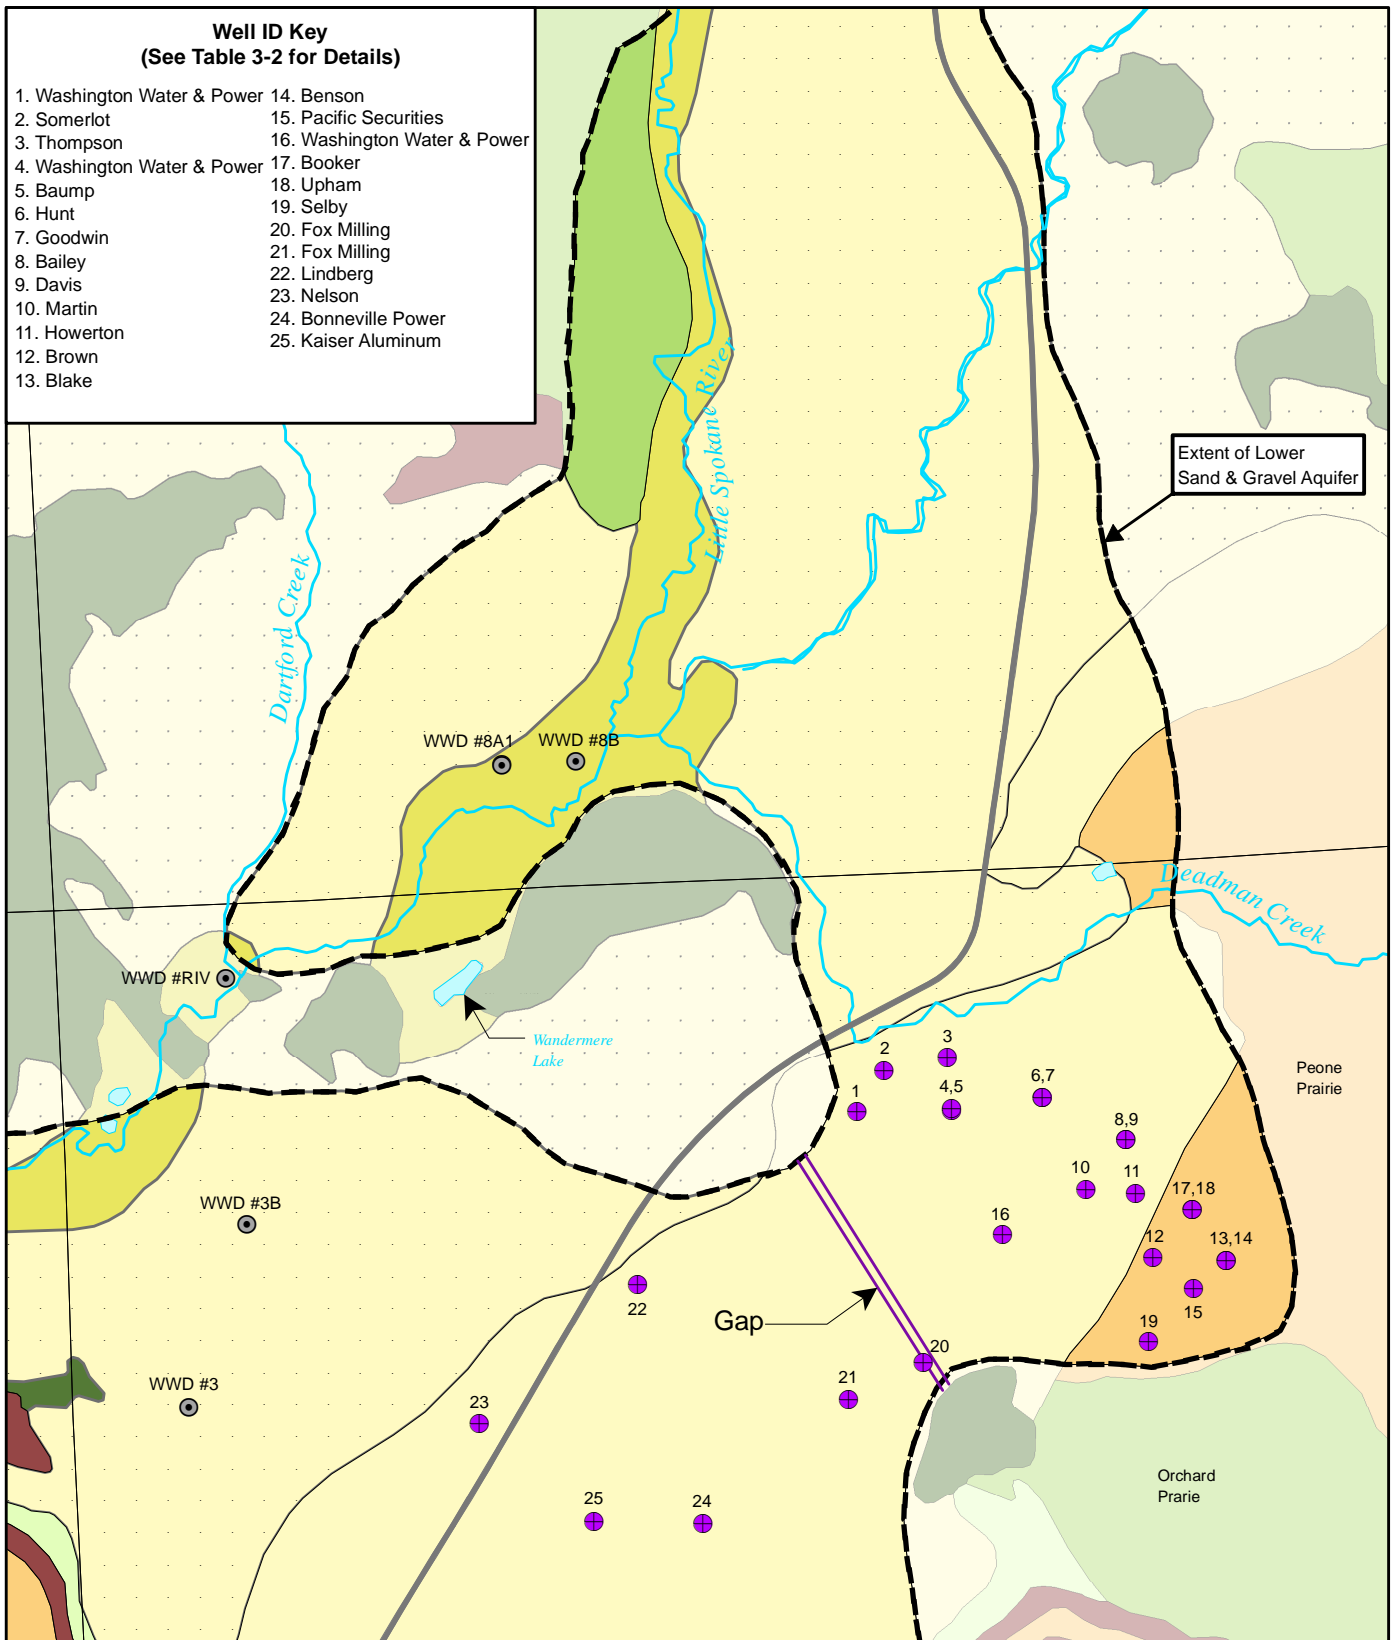 Well ID Key
(See Table 3-2 for Details)
1. Washington Water & Power
2. Somerlot
3. Thompson
4. Washington Water & Power
5. Baump
6. Hunt
7. Goodwin
8. Bailey
9. Davis
10. Martin
11. Howerton
12. Brown
13. Blake
14. Benson
15. Pacific Securities
16. Washington Water & Power
17. Booker
18. Upham
19. Selby
20. Fox Milling
21. Fox Milling
22. Lindberg
23. Nelson
24. Bonneville Power
25. Kaiser Aluminum
Little Spokane River
Extent of Lower
Sand & Gravel Aquifer
Dartford Creek
WWD #8A1
WWD #8B
Deadman Creek
WWD #RIV
Wandermere
Lake
Peone
Prairie
2
3
1
4,5
6,7
8,9
10
11
17,18
WWD #3B
16
12
13,14
22
15
Gap
19
20
WWD #3
21
23
Orchard
Prarie
25
24